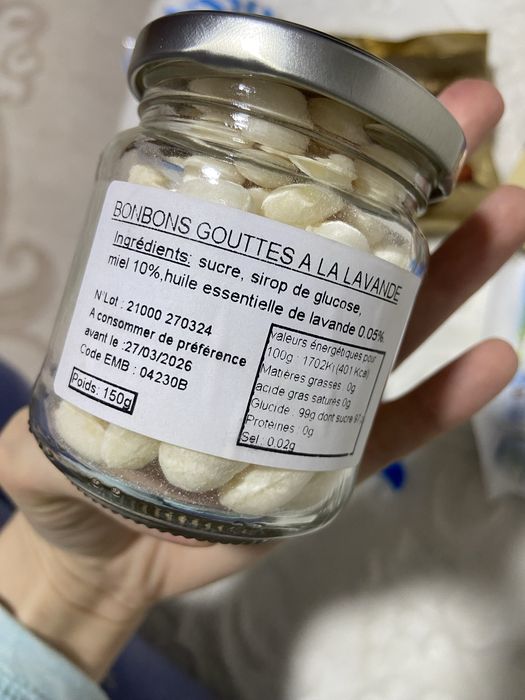 BONBONS GOUTTES A LA LAVANDE
Ingrédients: sucre, sirop de glucose,
miel 10%,huile essentielle de lavande 0.05%
N°Lot : 21000 270324
A consommer de préférence
avant le :27/03/2026
Code EMB : 04230B
Poids: 150g
valeurs énergétiques pour
100g : 1702Kj(401 Kcal)
Matières grasses :0g
acide gras saturés 0g
Glucide : 99g dont sucre
Protéines : 0g
Sel : 0.02g